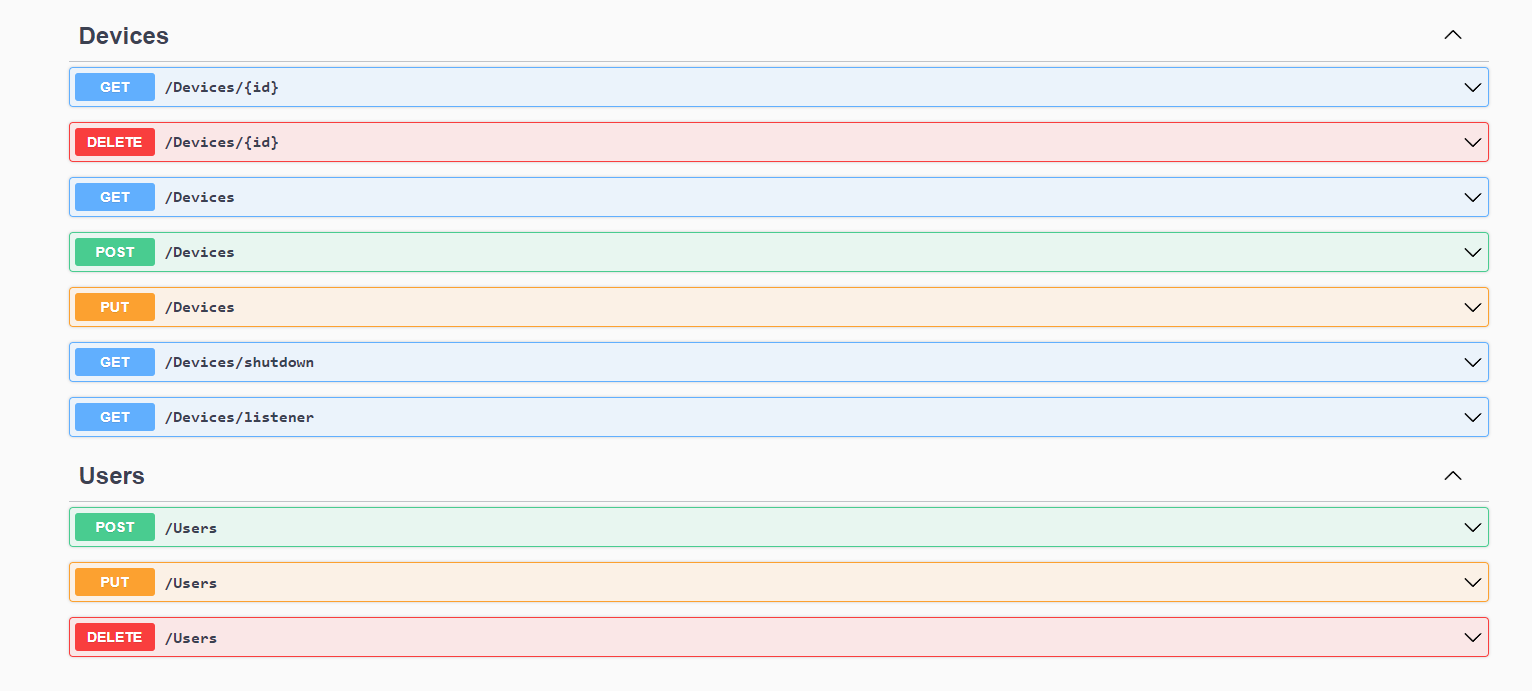 Devices
GET /Devices/{id}
DELETE /Devices/{id}
GET /Devices
POST /Devices
PUT /Devices
GET /Devices/shutdown
GET /Devices/listener
Users
POST /Users
PUT /Users
DELETE /Users